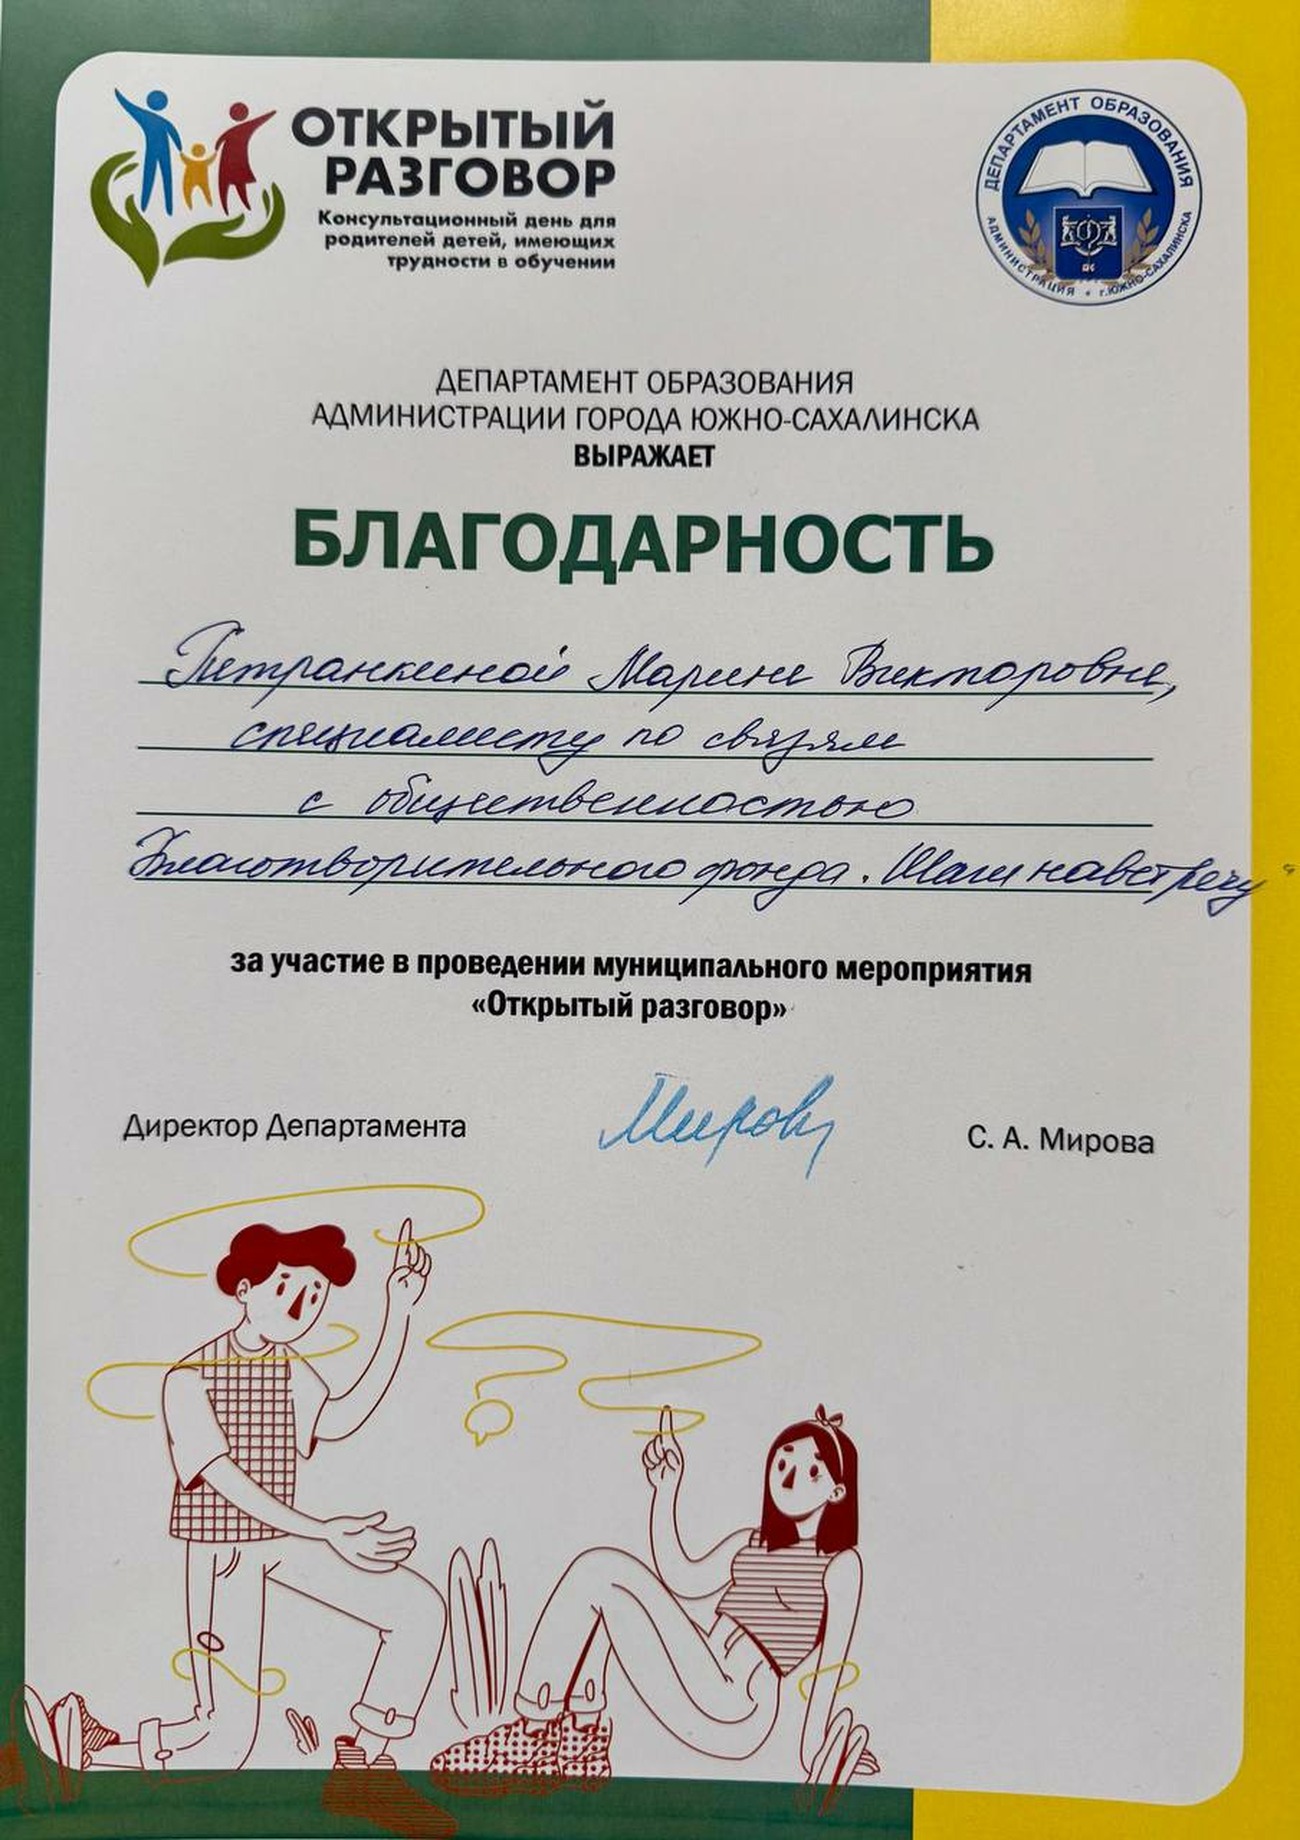 ОТКРЫТЫЙ
РАЗГОВОР
Консультационный день для
родителей детей, имеющих
трудности в обучении
ДЕПАРТАМЕНТ ОБРАЗОВАНИЯ
АДМИНИСТРАЦИЯ • г. ЮЖНО-САХАЛИНСКА
ДЕПАРТАМЕНТ ОБРАЗОВАНИЯ
АДМИНИСТРАЦИИ ГОРОДА ЮЖНО-САХАЛИНСКА
ВЫРАЖАЕТ
БЛАГОДАРНОСТЬ
Петранкиной Марине Викторовне,
специалисту по связям
с общественностью
Благотворительного фонда "Шаги навстречу"
за участие в проведении муниципального мероприятия
«Открытый разговор»
Директор Департамента Мирова С. А. Мирова